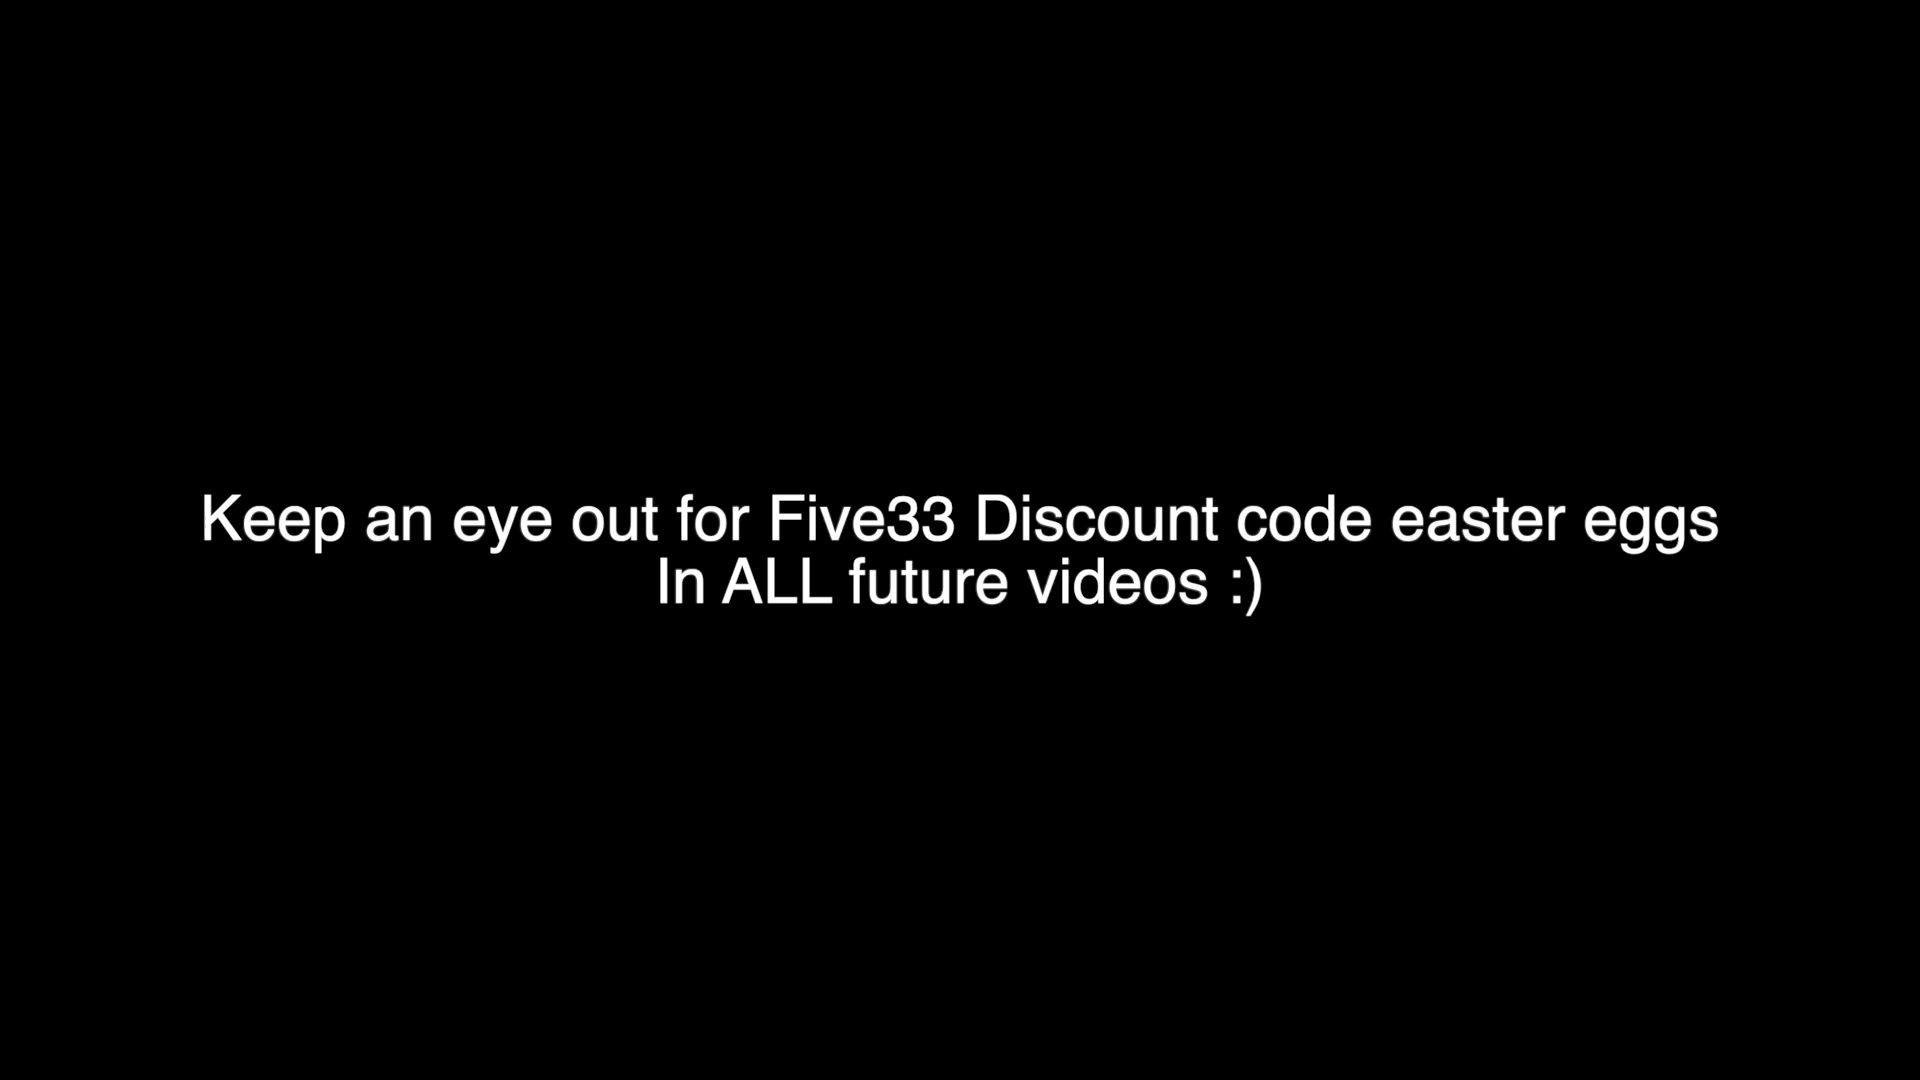 Keep an eye out for Five33 Discount code easter eggs
In ALL future videos :)